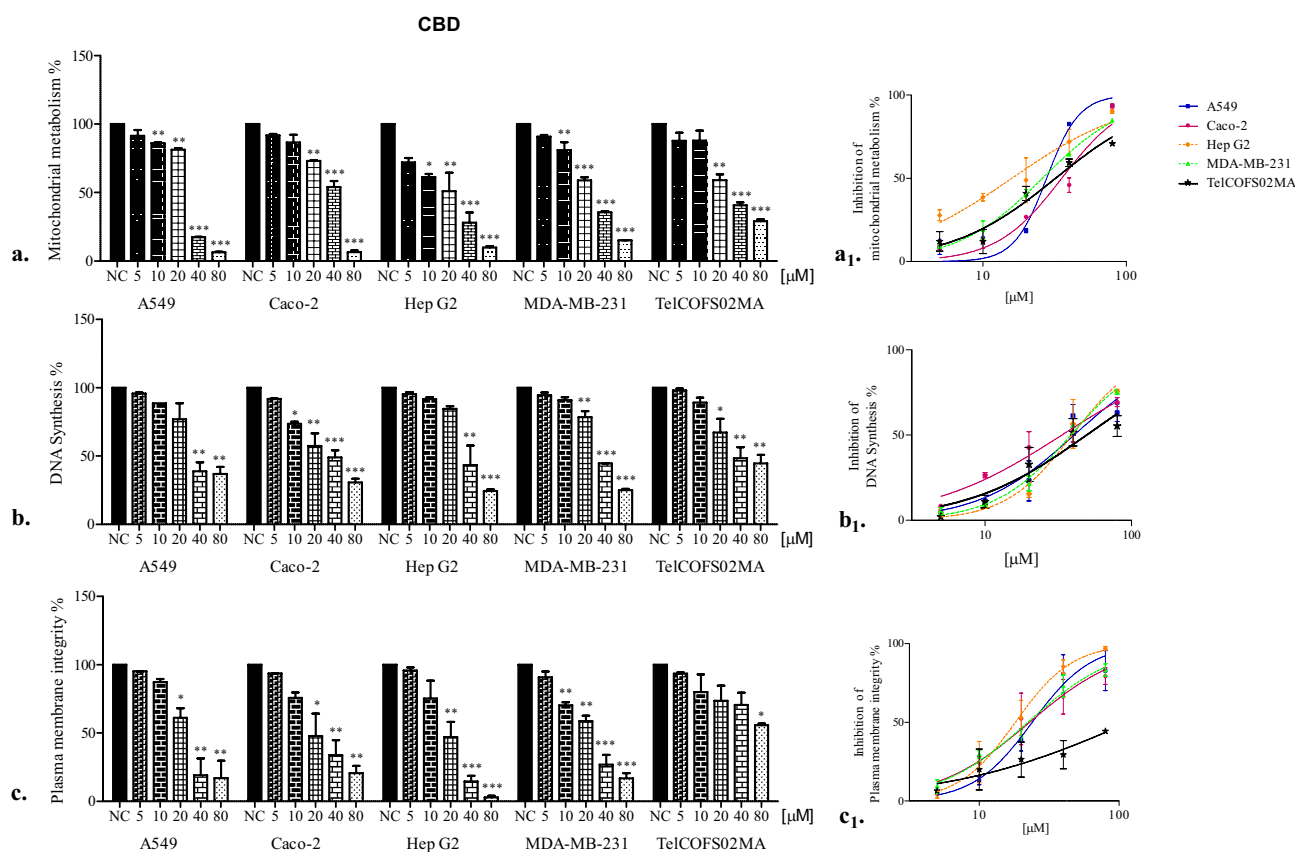 CBD
a.
Mitochondrial metabolism %
150
100
50
0
** ** *** ***
** *** ***
* ** *** ***
** *** *** ***
** *** ***
NC 5 10 20 40 80 NC 5 10 20 40 80 NC 5 10 20 40 80 NC 5 10 20 40 80 NC 5 10 20 40 80 [µM]
A549 Caco-2 Hep G2 MDA-MB-231 TelCOFS02MA
a1.
Inhibition of
mitochondrial metabolism %
100
50
0
10 100
[µM]
A549
Caco-2
Hep G2
MDA-MB-231
TelCOFS02MA
b.
DNA Synthesis %
150
100
50
0
** **
* ** *** ***
** ***
** *** ***
* ** **
NC 5 10 20 40 80 NC 5 10 20 40 80 NC 5 10 20 40 80 NC 5 10 20 40 80 NC 5 10 20 40 80 [µM]
A549 Caco-2 Hep G2 MDA-MB-231 TelCOFS02MA
b1.
Inhibition of
DNA Synthesis %
100
50
0
10 100
[µM]
c.
Plasma membrane integrity %
150
100
50
0
* ** **
* ** **
** *** ***
** ** *** ***
*
NC 5 10 20 40 80 NC 5 10 20 40 80 NC 5 10 20 40 80 NC 5 10 20 40 80 NC 5 10 20 40 80 [µM]
A549 Caco-2 Hep G2 MDA-MB-231 TelCOFS02MA
c1.
Inhibition of
Plasma membrane integrity %
100
50
0
10 100
[µM]